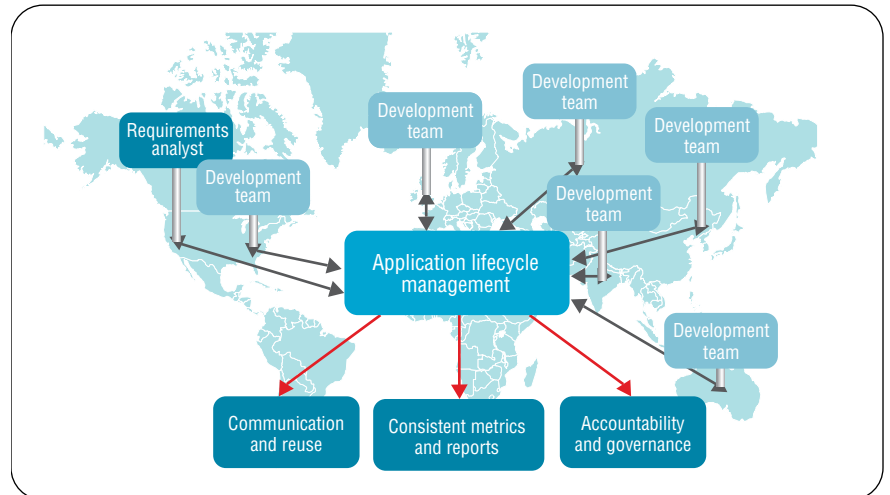 Development
team
Development
team
Requirements
analyst
Development
team
Development
team
Development
team
Application lifecycle
management
Development
team
Communication
and reuse
Consistent metrics
and reports
Accountability
and governance